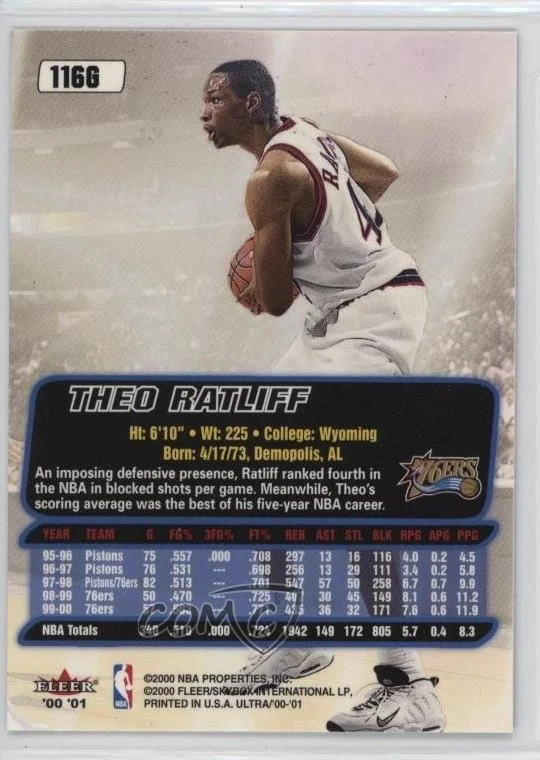 116G
RA
4
THEO RATLIFF
Ht: 6'10" • Wt: 225 • College: Wyoming
Born: 4/17/73, Demopolis, AL
76ERS
An imposing defensive presence, Ratliff ranked fourth in
the NBA in blocked shots per game. Meanwhile, Theo's
scoring average was the best of his five-year NBA career.
YEAR TEAM G FG% 3FG% FT% REB AST STL BLK RPG APG PPG
95-96 Pistons 75 .557 .000 .708 297 13 16 116 4.0 0.2 4.5
96-97 Pistons 76 .531 --- .698 256 13 29 111 3.4 0.2 5.8
97-98 Pistons/76ers 82 .513 --- .701 547 57 50 258 6.7 0.7 9.9
98-99 76ers 50 .470 --- .725 30 45 149 8.1 0.6 11.2
99-00 76ers --- 36 32 171 7.6 0.6 11.9
NBA Totals 340 .518 .000 1942 149 172 805 5.7 0.4 8.3
COMC
FLEER
'00 '01
NBA
©2000 NBA PROPERTIES, INC.
©2000 FLEER/SKYBOX INTERNATIONAL LP,
PRINTED IN U.S.A. ULTRA/'00-'01